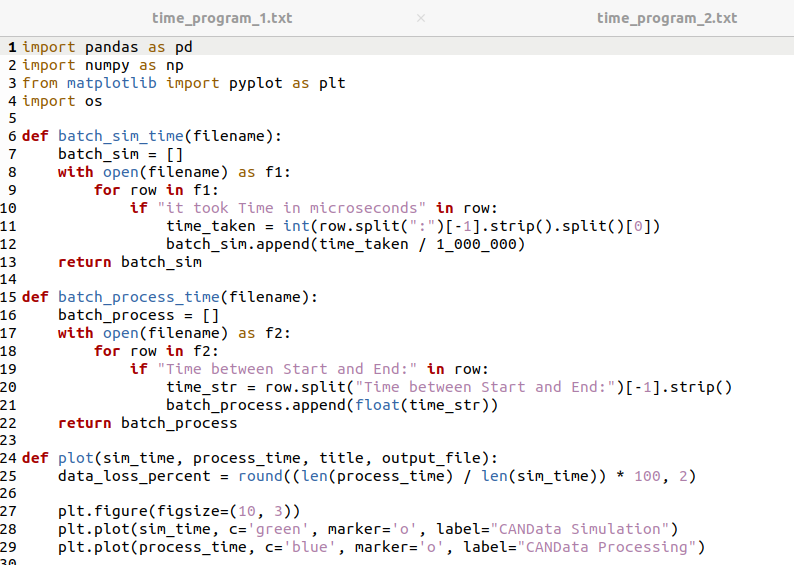 time_program_1.txt × time_program_2.txt
1 import pandas as pd
2 import numpy as np
3 from matplotlib import pyplot as plt
4 import os
5
6 def batch_sim_time(filename):
7     batch_sim = []
8     with open(filename) as f1:
9         for row in f1:
10             if "it took Time in microseconds" in row:
11                 time_taken = int(row.split(":")[-1].strip().split()[0])
12                 batch_sim.append(time_taken / 1_000_000)
13     return batch_sim
14
15 def batch_process_time(filename):
16     batch_process = []
17     with open(filename) as f2:
18         for row in f2:
19             if "Time between Start and End:" in row:
20                 time_str = row.split("Time between Start and End:")[-1].strip()
21                 batch_process.append(float(time_str))
22     return batch_process
23
24 def plot(sim_time, process_time, title, output_file):
25     data_loss_percent = round((len(process_time) / len(sim_time)) * 100, 2)
26
27     plt.figure(figsize=(10, 3))
28     plt.plot(sim_time, c='green', marker='o', label="CANData Simulation")
29     plt.plot(process_time, c='blue', marker='o', label="CANData Processing")
30